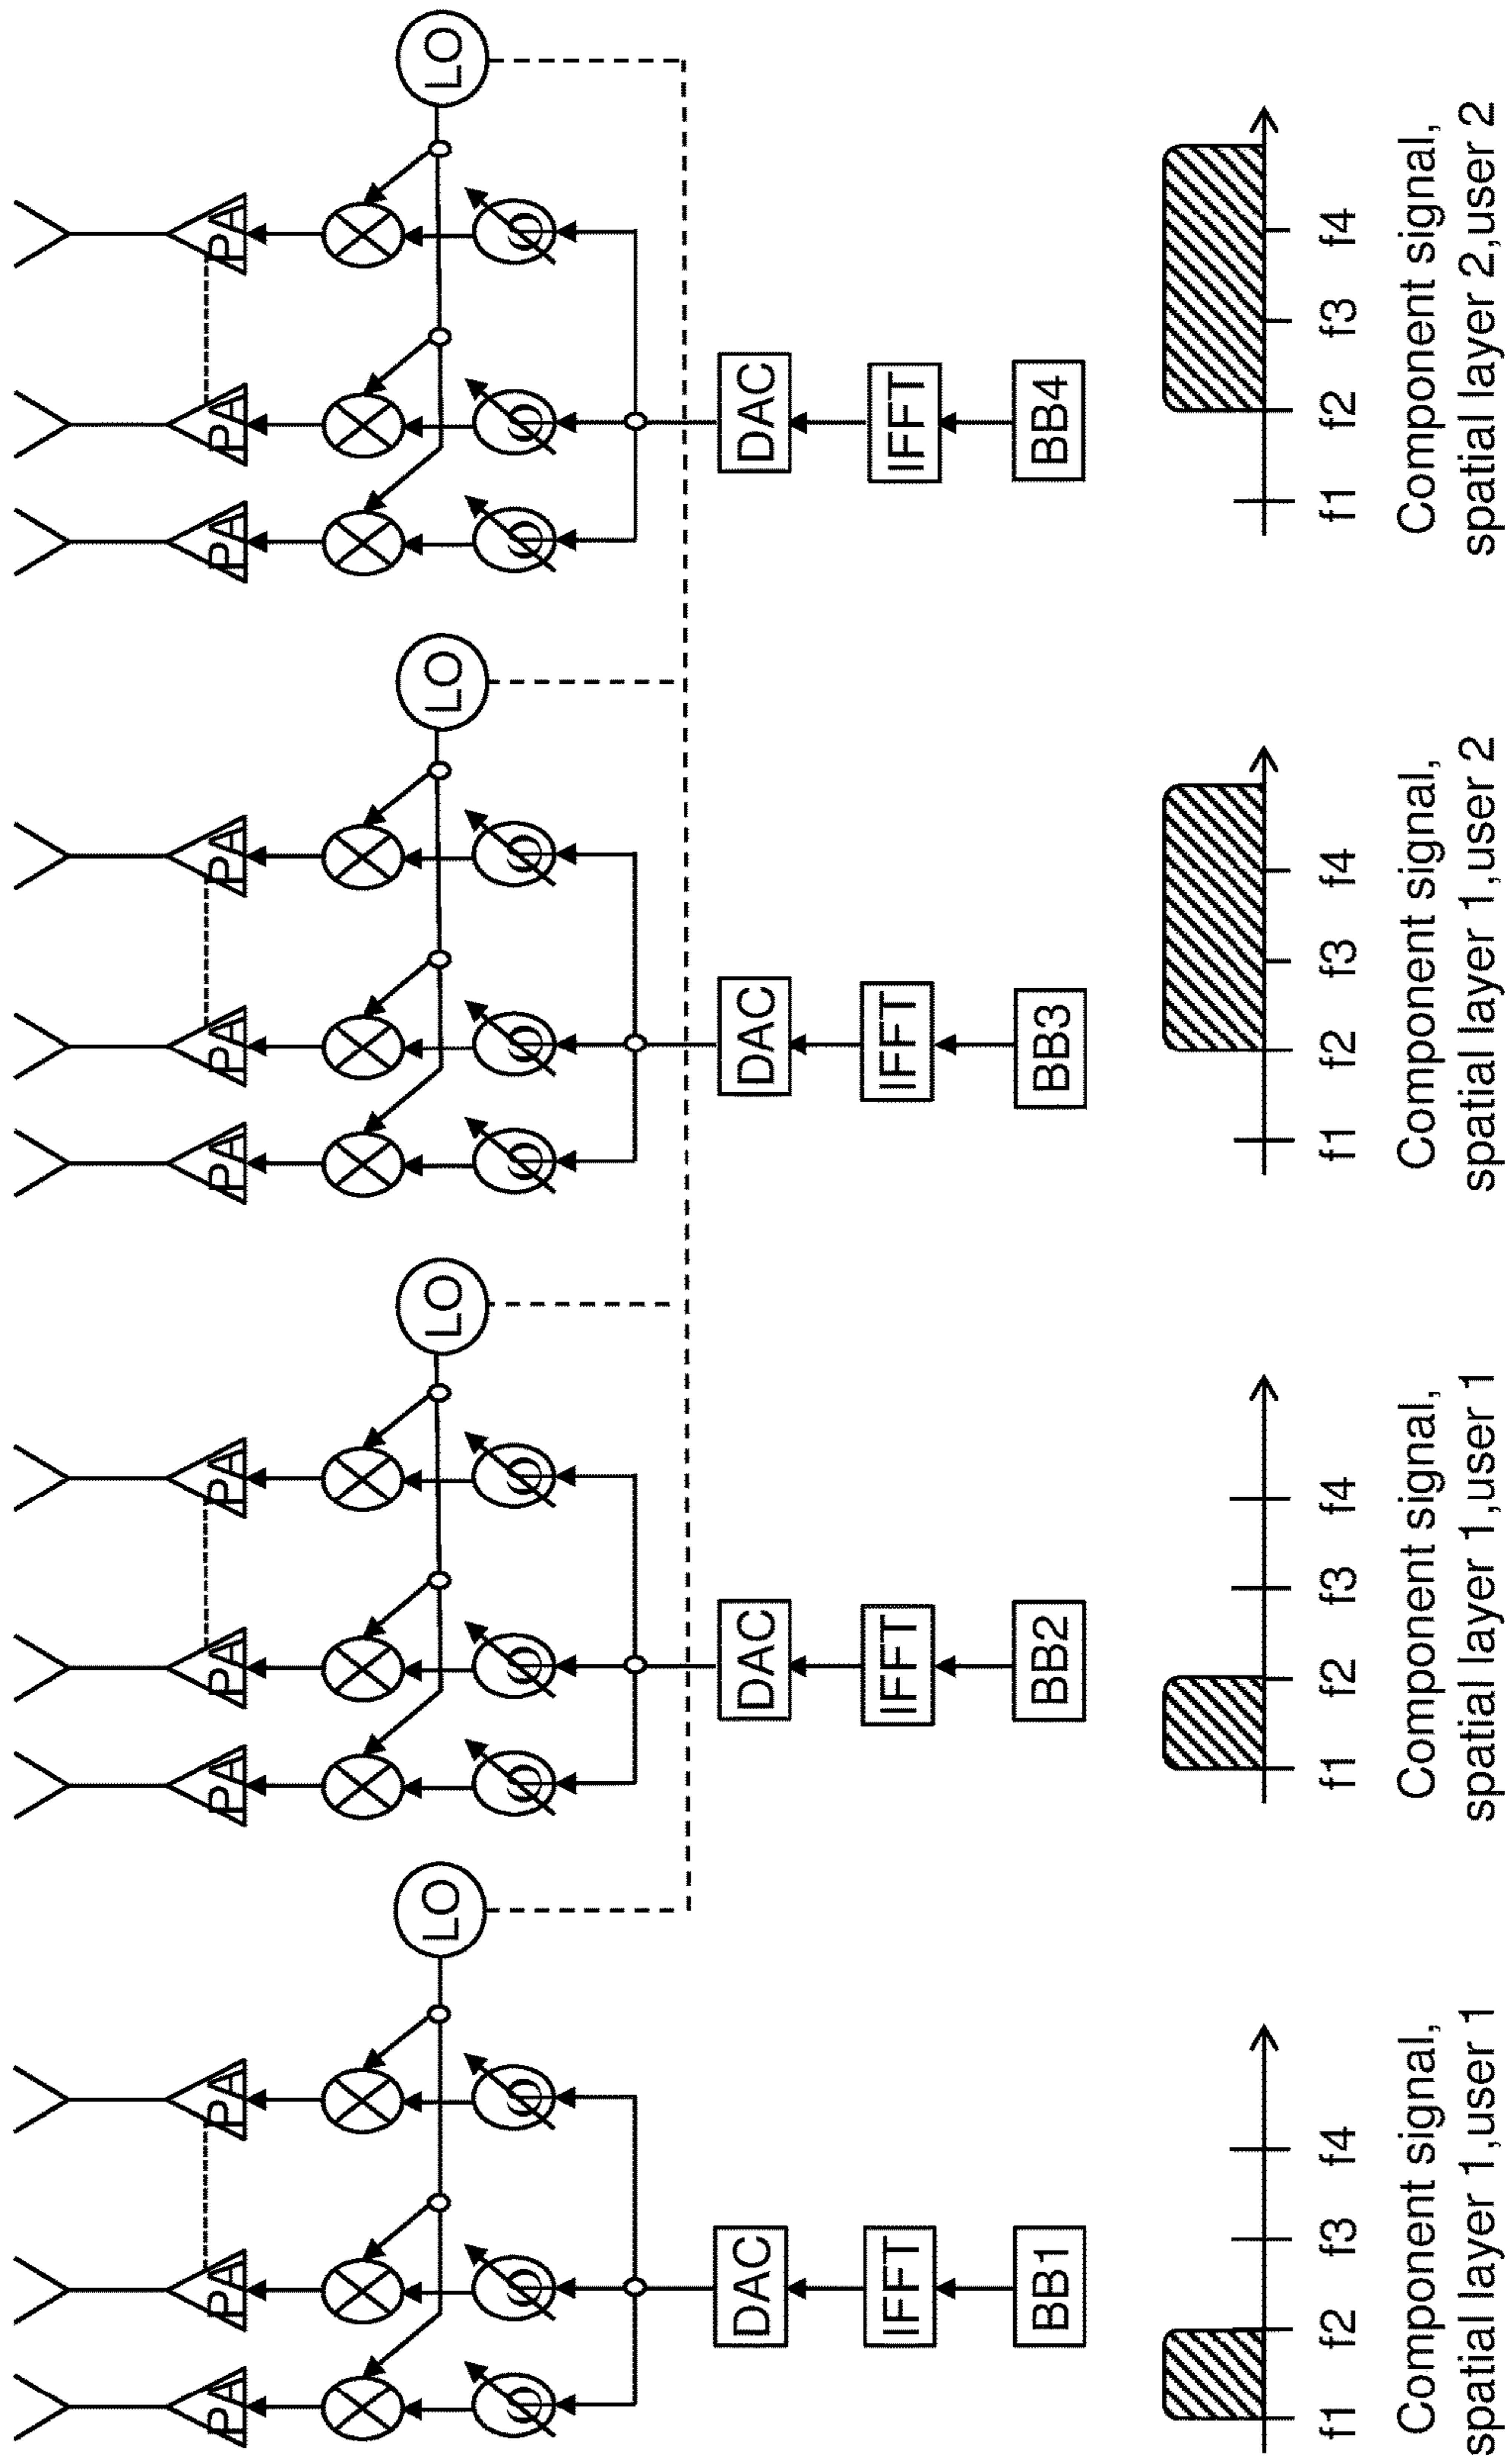 PA PA PA PA PA PA PA PA PA PA PA PA
LO LO LO LO
φ φ φ φ φ φ φ φ φ φ φ φ
DAC DAC DAC DAC
IFFT IFFT IFFT IFFT
BB1 BB2 BB3 BB4
f1 f2 f3 f4
f1 f2 f3 f4
f1 f2 f3 f4
f1 f2 f3 f4
Component signal,
spatial layer 1,user 1
Component signal,
spatial layer 1,user 1
Component signal,
spatial layer 1,user 2
Component signal,
spatial layer 2,user 2